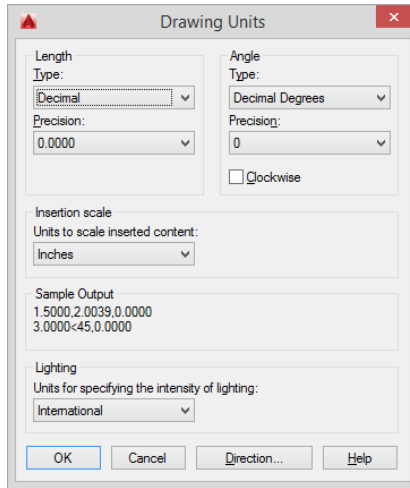 Drawing Units
x
Length
Type:
Decimal
Precision:
0.0000
Angle
Type:
Decimal Degrees
Precision:
0
Clockwise
Insertion scale
Units to scale inserted content:
Inches
Sample Output
1.5000,2.0039,0.0000
3.0000<45,0.0000
Lighting
Units for specifying the intensity of lighting:
International
OK
Cancel
Direction...
Help